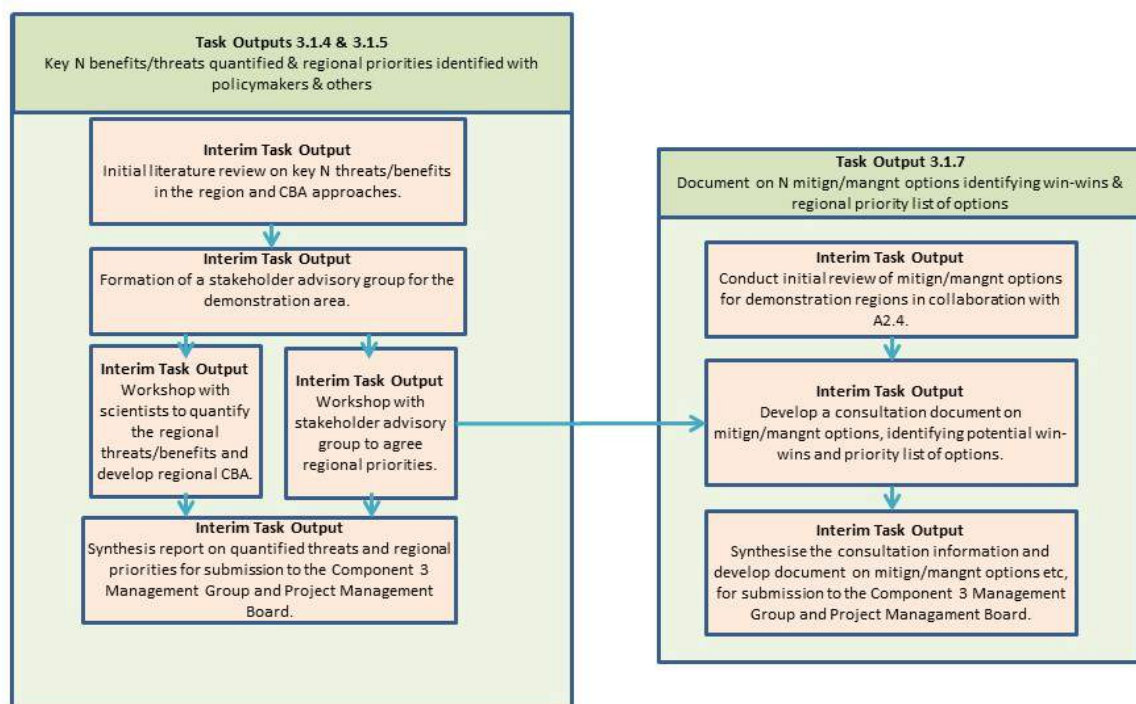 Task Outputs 3.1.4 & 3.1.5
Key N benefits/threats quantified & regional priorities identified with
policymakers & others
Interim Task Output
Initial literature review on key N threats/benefits
in the region and CBA approaches.
Interim Task Output
Formation of a stakeholder advisory group for the
demonstration area.
Interim Task Output
Workshop with
scientists to quantify
the regional
threats/benefits and
develop regional CBA.
Interim Task Output
Workshop with
stakeholder advisory
group to agree
regional priorities.
Interim Task Output
Synthesis report on quantified threats and regional
priorities for submission to the Component 3
Management Group and Project Management
Board.
Task Output 3.1.7
Document on N mitign/mangnt options identifying win-wins &
regional priority list of options
Interim Task Output
Conduct initial review of mitign/mangnt options
for demonstration regions in collaboration with
A2.4.
Interim Task Output
Develop a consultation document on
mitign/mangnt options, identifying potential win-
wins and priority list of options.
Interim Task Output
Synthesise the consultation information and
develop document on mitign/mangnt options etc,
for submission to the Component 3 Management
Group and Project Managament Board.